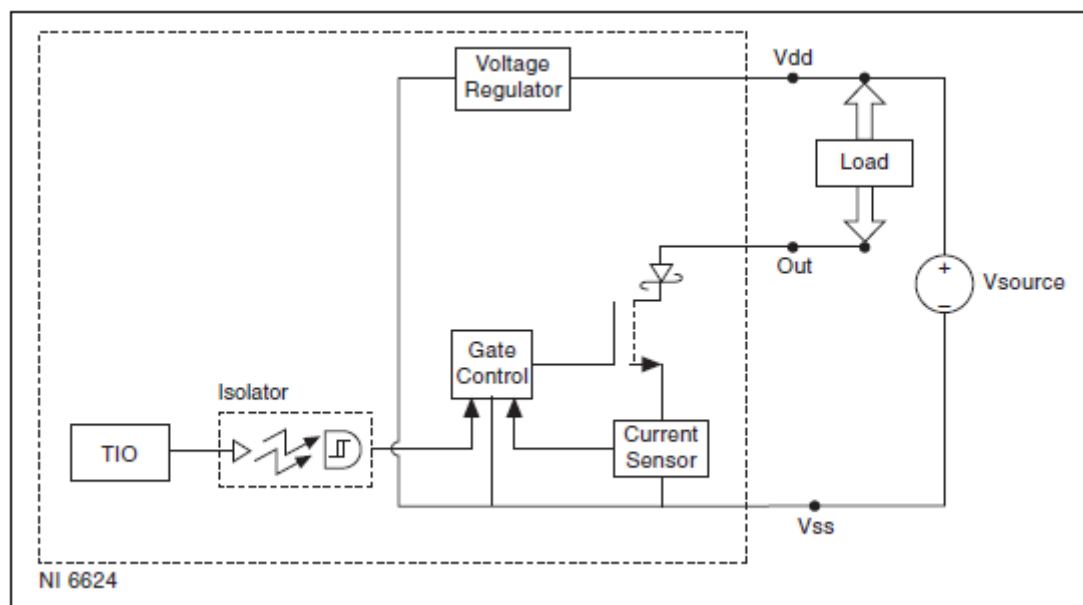 Voltage
Regulator
Vdd
Load
Out
+
−
Vsource
Gate
Control
Isolator
TIO
Current
Sensor
Vss
NI 6624